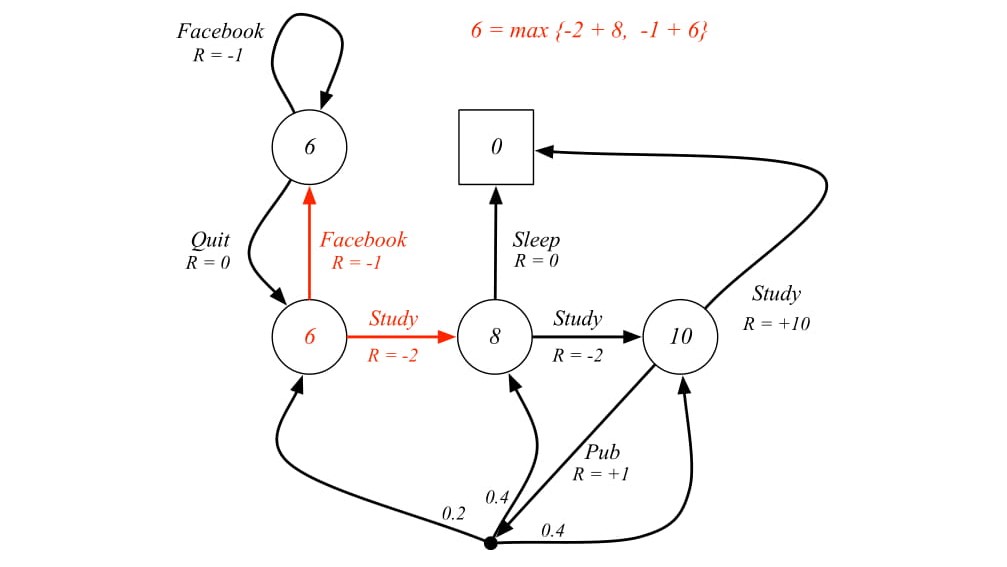 Facebook
R = -1
6 = max {-2 + 8, -1 + 6}
6
0
Quit
R = 0
Facebook
R = -1
Sleep
R = 0
6
Study
R = -2
8
Study
R = -2
10
Study
R = +10
Pub
R = +1
0.4
0.2
0.4